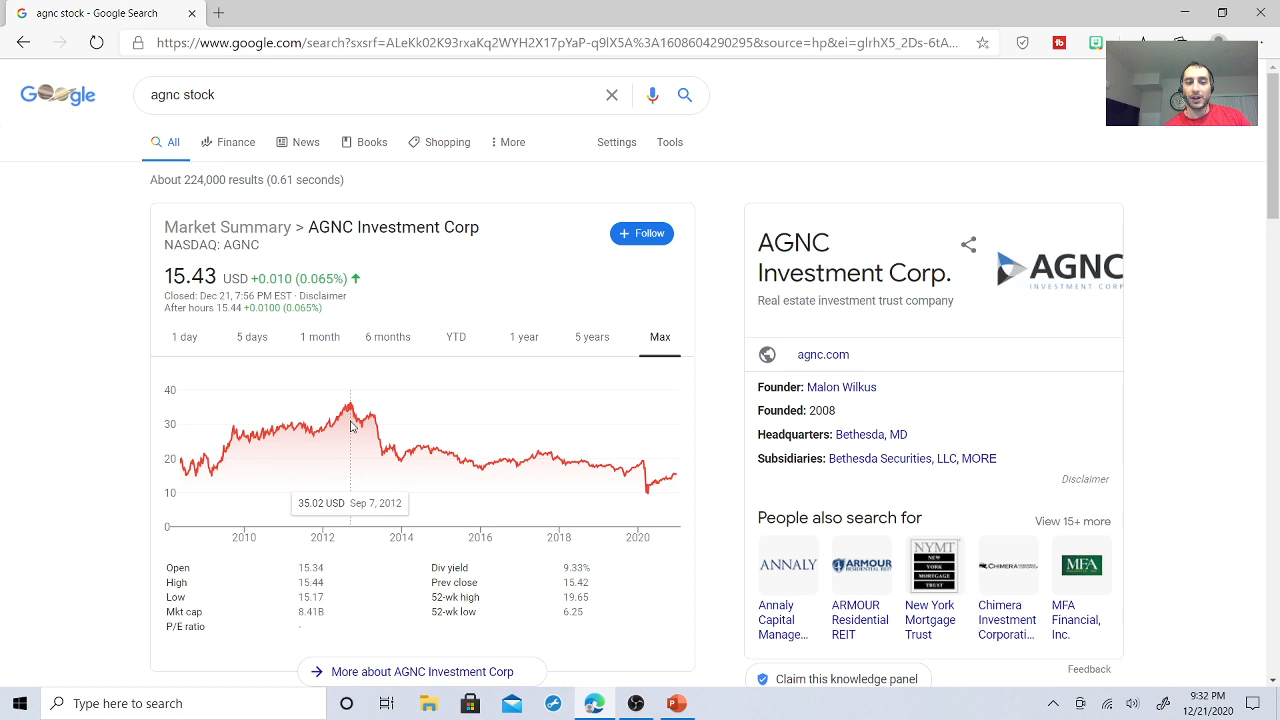 agnc stock - Google Search
https://www.google.com/search?sxsrf=ALeKk02K93rxaKq2WYH2X17pYaP-q9lX5A%3A1608604290295&source=hp&ei=glrhX5_2Ds-6tA...
Google
agnc stock
All
Finance
News
Books
Shopping
More
Settings
Tools
About 224,000 results (0.61 seconds)
Market Summary > AGNC Investment Corp
NASDAQ: AGNC
Follow
15.43 USD +0.010 (0.065%)
Closed: Dec 21, 7:56 PM EST · Disclaimer
After hours 15.44 +0.0100 (0.065%)
1 day
5 days
1 month
6 months
YTD
1 year
5 years
Max
40
30
20
10
0
35.02 USD Sep 7, 2012
2010
2012
2014
2016
2018
2020
Open 15.34
High 15.44
Low 15.17
Mkt cap 8.41B
P/E ratio -
Div yield 9.33%
Prev close 15.42
52-wk high 19.65
52-wk low 6.25
More about AGNC Investment Corp
AGNC
Investment Corp.
Real estate investment trust company
AGNC
INVESTMENT CORP
agnc.com
Founder: Malon Wilkus
Founded: 2008
Headquarters: Bethesda, MD
Subsidiaries: Bethesda Securities, LLC, MORE
Disclaimer
People also search for
View 15+ more
ANNALY
ARMOUR
RESIDENTIAL REIT
NYMT
NEW
YORK
MORTGAGE
TRUST
CHIMERA
MFA
Annaly
Capital
Manage...
ARMOUR
Residential
REIT
New York
Mortgage
Trust
Chimera
Investment
Corporati...
MFA
Financial,
Inc.
Feedback
Claim this knowledge panel
Type here to search
9:32 PM
12/21/2020